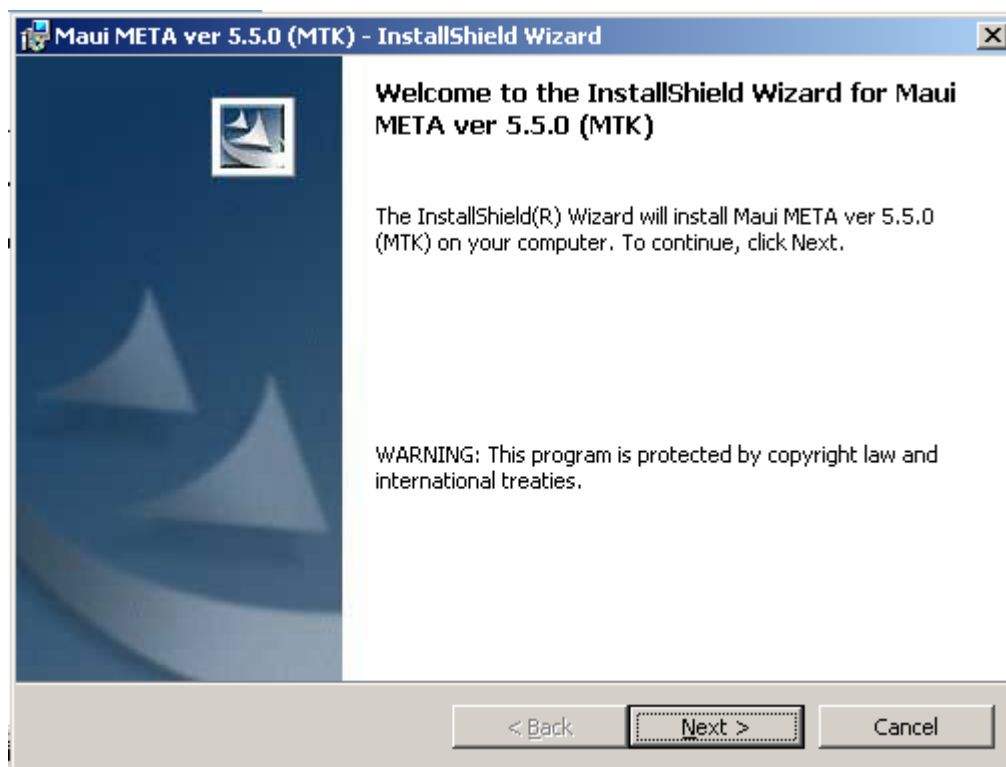 Maui META ver 5.5.0 (MTK) - InstallShield Wizard
Welcome to the InstallShield Wizard for Maui
META ver 5.5.0 (MTK)
The InstallShield(R) Wizard will install Maui META ver 5.5.0
(MTK) on your computer. To continue, click Next.
WARNING: This program is protected by copyright law and
international treaties.
< Back
Next >
Cancel